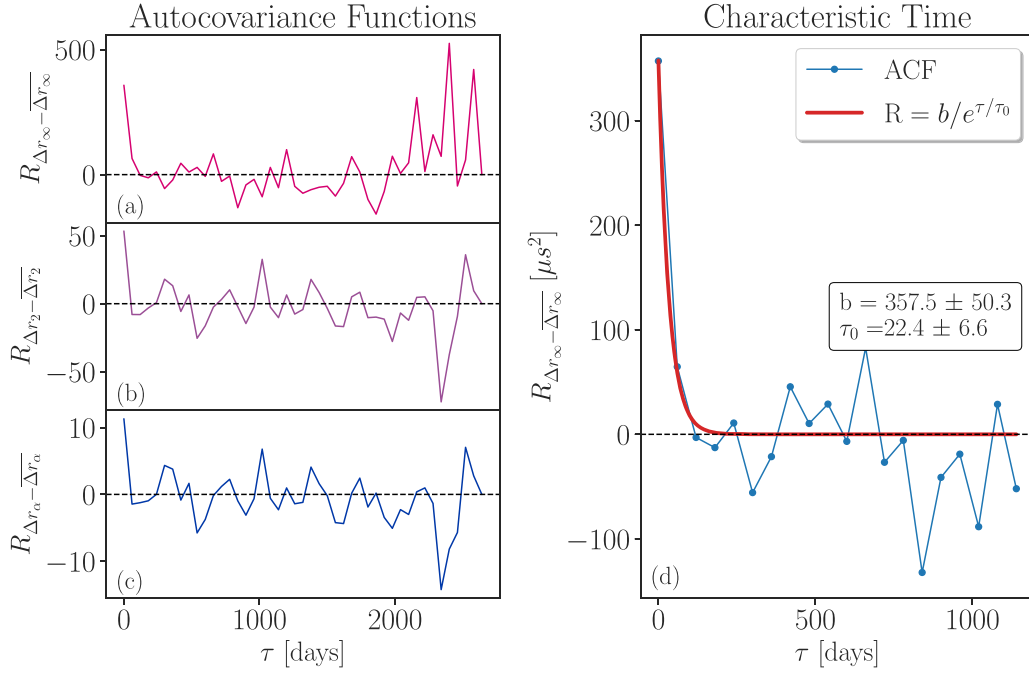 Autocovariance Functions
500
0
R_{Δr_∞−\overline{Δr_∞}}
(a)
50
0
−50
R_{Δr_2−\overline{Δr_2}}
(b)
10
0
−10
R_{Δr_α−\overline{Δr_α}}
(c)
0 1000 2000
τ [days]
Characteristic Time
ACF
R = b/e^{τ/τ_0}
300
200
100
0
−100
R_{Δr_∞−\overline{Δr_∞}} [μs²]
b = 357.5 ± 50.3
τ_0 =22.4 ± 6.6
(d)
0 500 1000
τ [days]